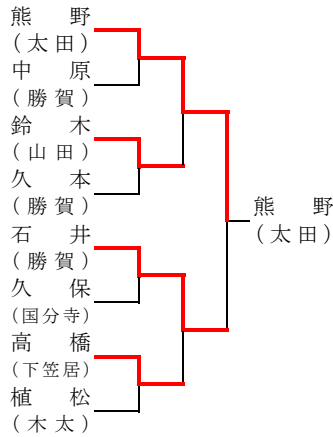 熊野
(太田)
中原
(勝賀)
鈴木
(山田)
久本
(勝賀)
石井
(勝賀)
久保
(国分寺)
高橋
(下笠居)
植松
(木太)
熊野
(太田)